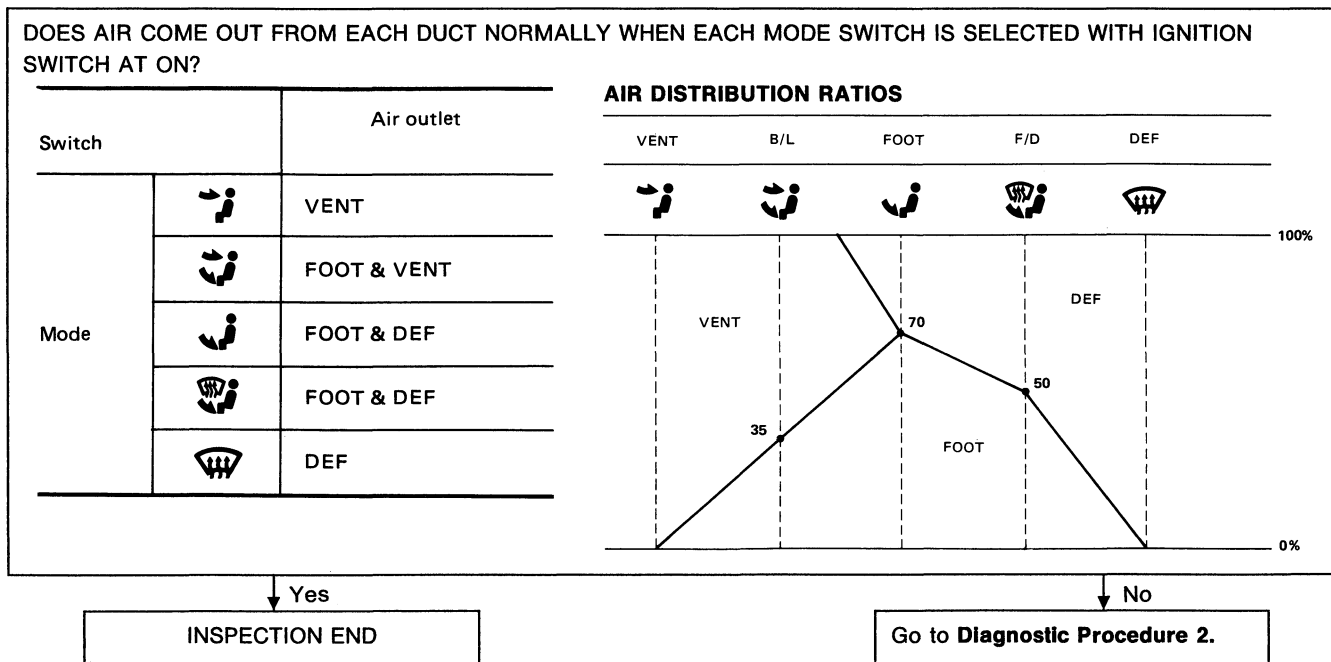 DOES AIR COME OUT FROM EACH DUCT NORMALLY WHEN EACH MODE SWITCH IS SELECTED WITH IGNITION
SWITCH AT ON?
Switch
Air outlet
Mode
VENT
FOOT & VENT
FOOT & DEF
FOOT & DEF
DEF
AIR DISTRIBUTION RATIOS
VENT B/L FOOT F/D DEF
100%
VENT
DEF
70
50
35
FOOT
0%
Yes
No
INSPECTION END
Go to Diagnostic Procedure 2.